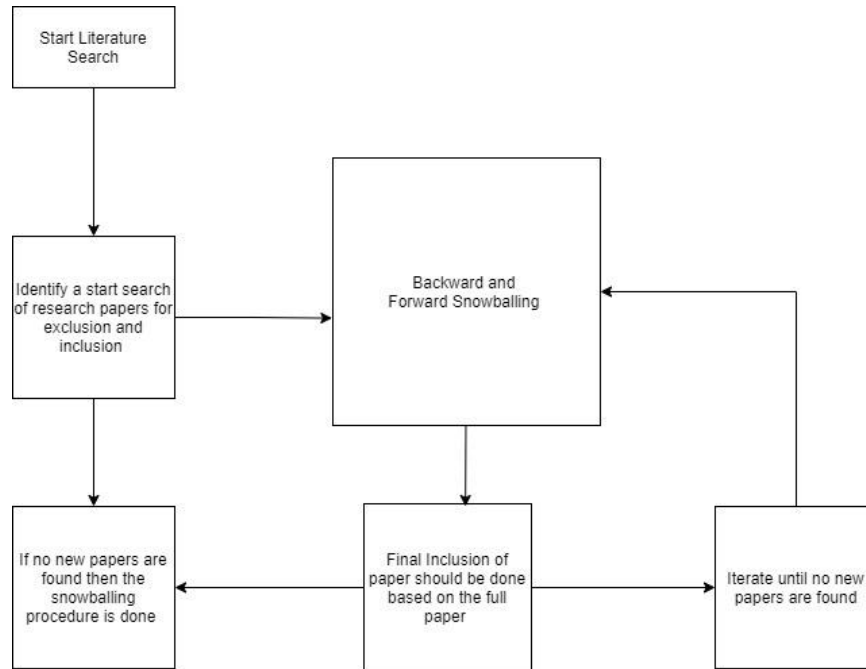 Start Literature
Search
Identify a start search
of research papers for
exclusion and
inclusion
Backward and
Forward Snowballing
If no new papers are
found then the
snowballing
procedure is done
Final Inclusion of
paper should be done
based on the full
paper
Iterate until no new
papers are found